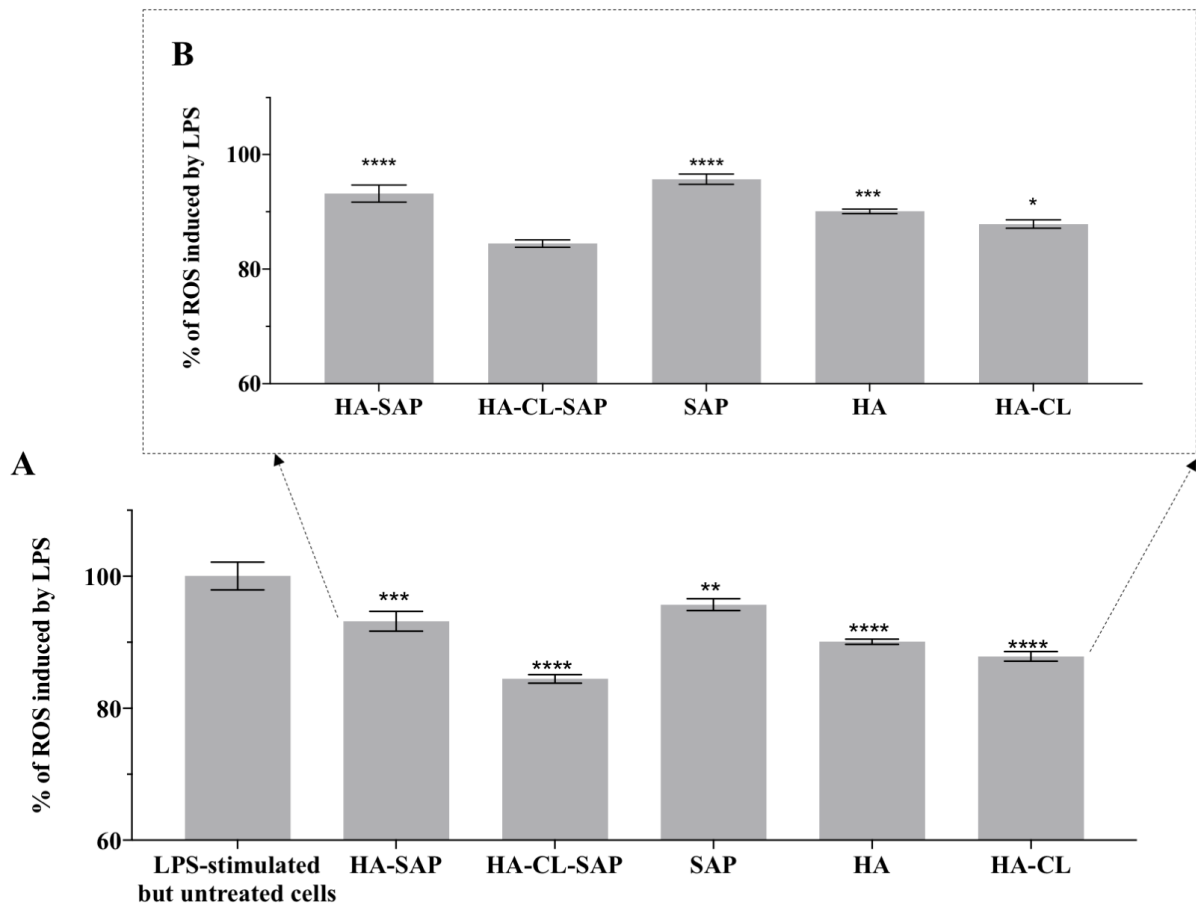 B
% of ROS induced by LPS
100
80
60
****
****
***
*
HA-SAP
HA-CL-SAP
SAP
HA
HA-CL
A
% of ROS induced by LPS
100
80
60
***
****
**
****
****
LPS-stimulated
but untreated cells
HA-SAP
HA-CL-SAP
SAP
HA
HA-CL